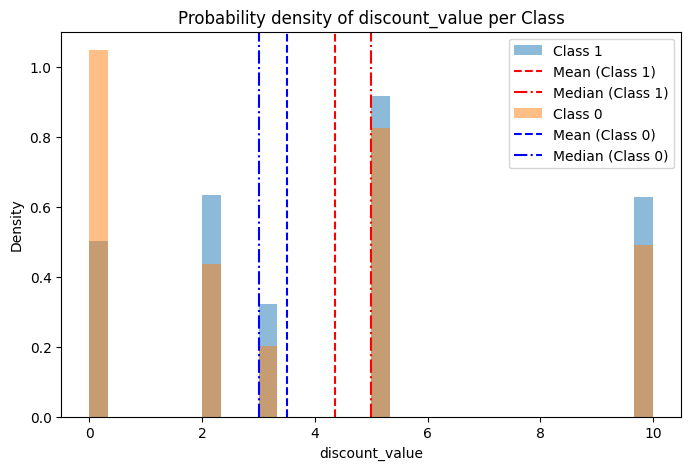 Probability density of discount_value per Class
Class 1
Mean (Class 1)
Median (Class 1)
Class 0
Mean (Class 0)
Median (Class 0)
Density
1.0
0.8
0.6
0.4
0.2
0.0
0 2 4 6 8 10
discount_value